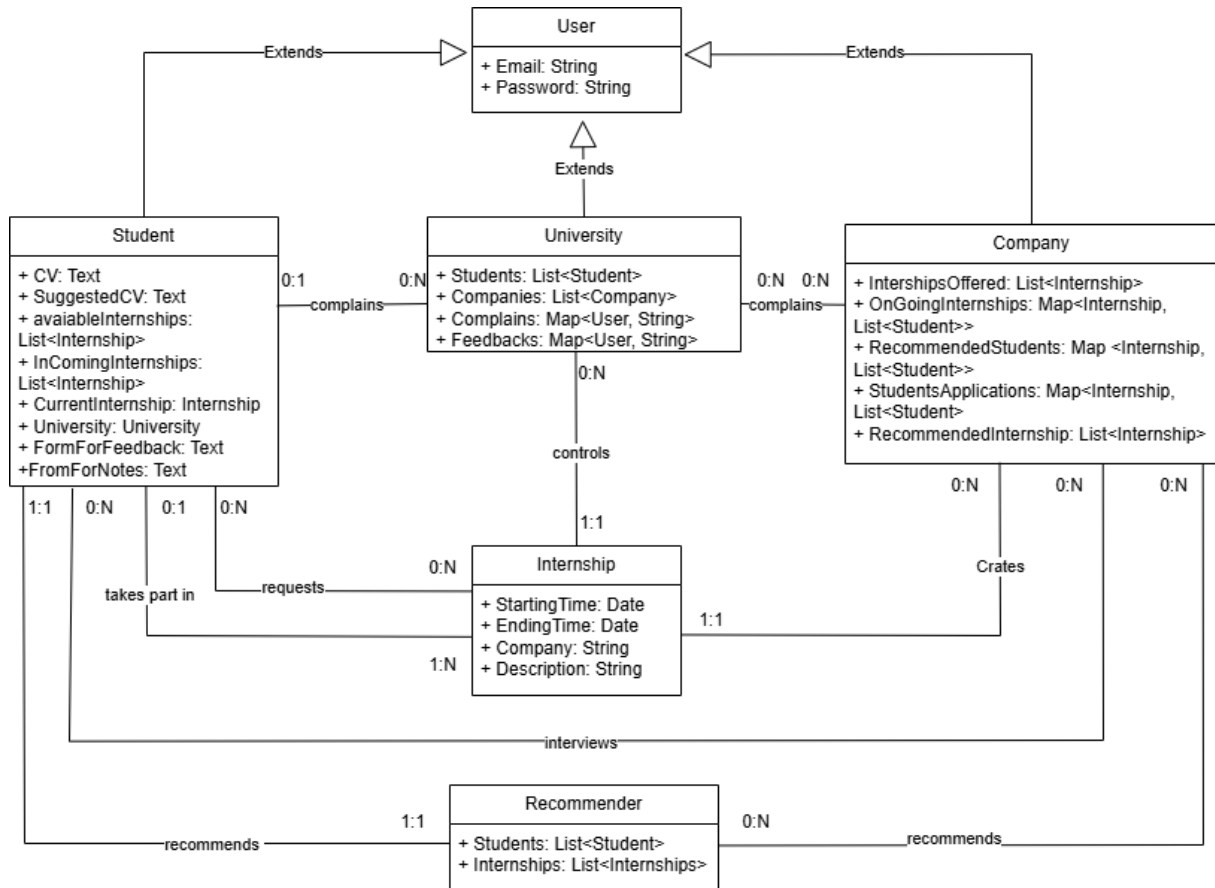 User
+ Email: String
+ Password: String
Extends
Extends
Extends
Student
+ CV: Text
+ SuggestedCV: Text
+ avaiableInternships:
List<Internship>
+ InComingInternships:
List<Internship>
+ CurrentInternship: Internship
+ University: University
+ FormForFeedback: Text
+FromForNotes: Text
0:1
complains
0:N
University
+ Students: List<Student>
+ Companies: List<Company>
+ Complains: Map<User, String>
+ Feedbacks: Map<User, String>
0:N
complains
0:N
Company
+ IntershipsOffered: List<Internship>
+ OnGoingInternships: Map<Internship,
List<Student>>
+ RecommendedStudents: Map <Internship,
List<Student>>
+ StudentsApplications: Map<Internship,
List<Student>
+ RecommendedInternship: List<Internship>
0:N
controls
1:1
1:1
0:N
0:1
0:N
0:N
0:N
0:N
takes part in
requests
0:N
1:N
Internship
+ StartingTime: Date
+ EndingTime: Date
+ Company: String
+ Description: String
1:1
Crates
interviews
Recommender
+ Students: List<Student>
+ Internships: List<Internships>
1:1
recommends
0:N
recommends